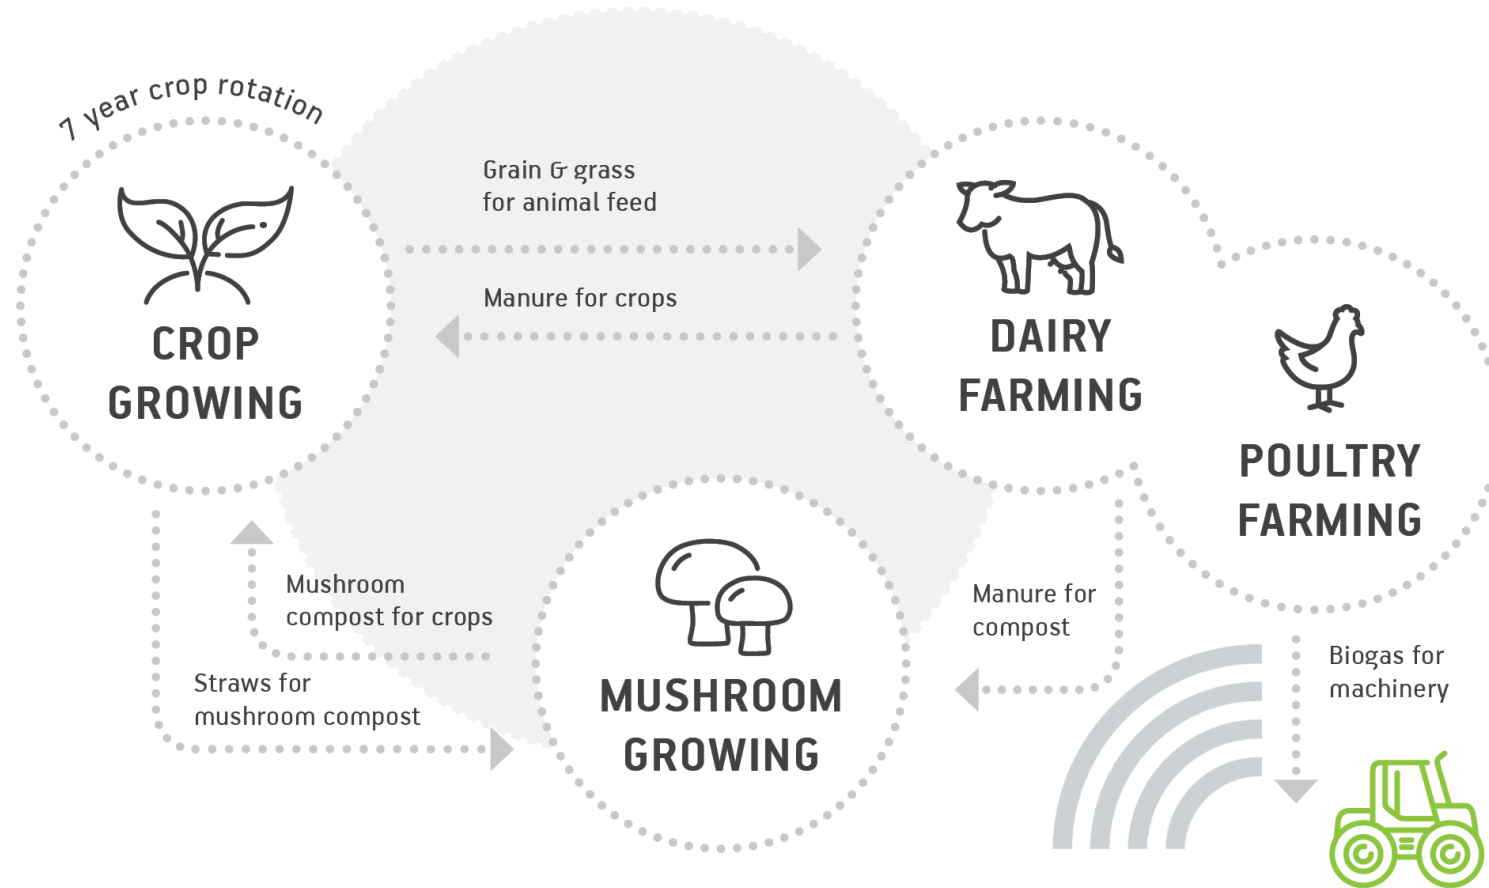 7 year crop rotation
Grain & grass
for animal feed
Manure for crops
CROP
GROWING
DAIRY
FARMING
POULTRY
FARMING
Mushroom
compost for crops
Straws for
mushroom compost
MUSHROOM
GROWING
Manure for
compost
Biogas for
machinery